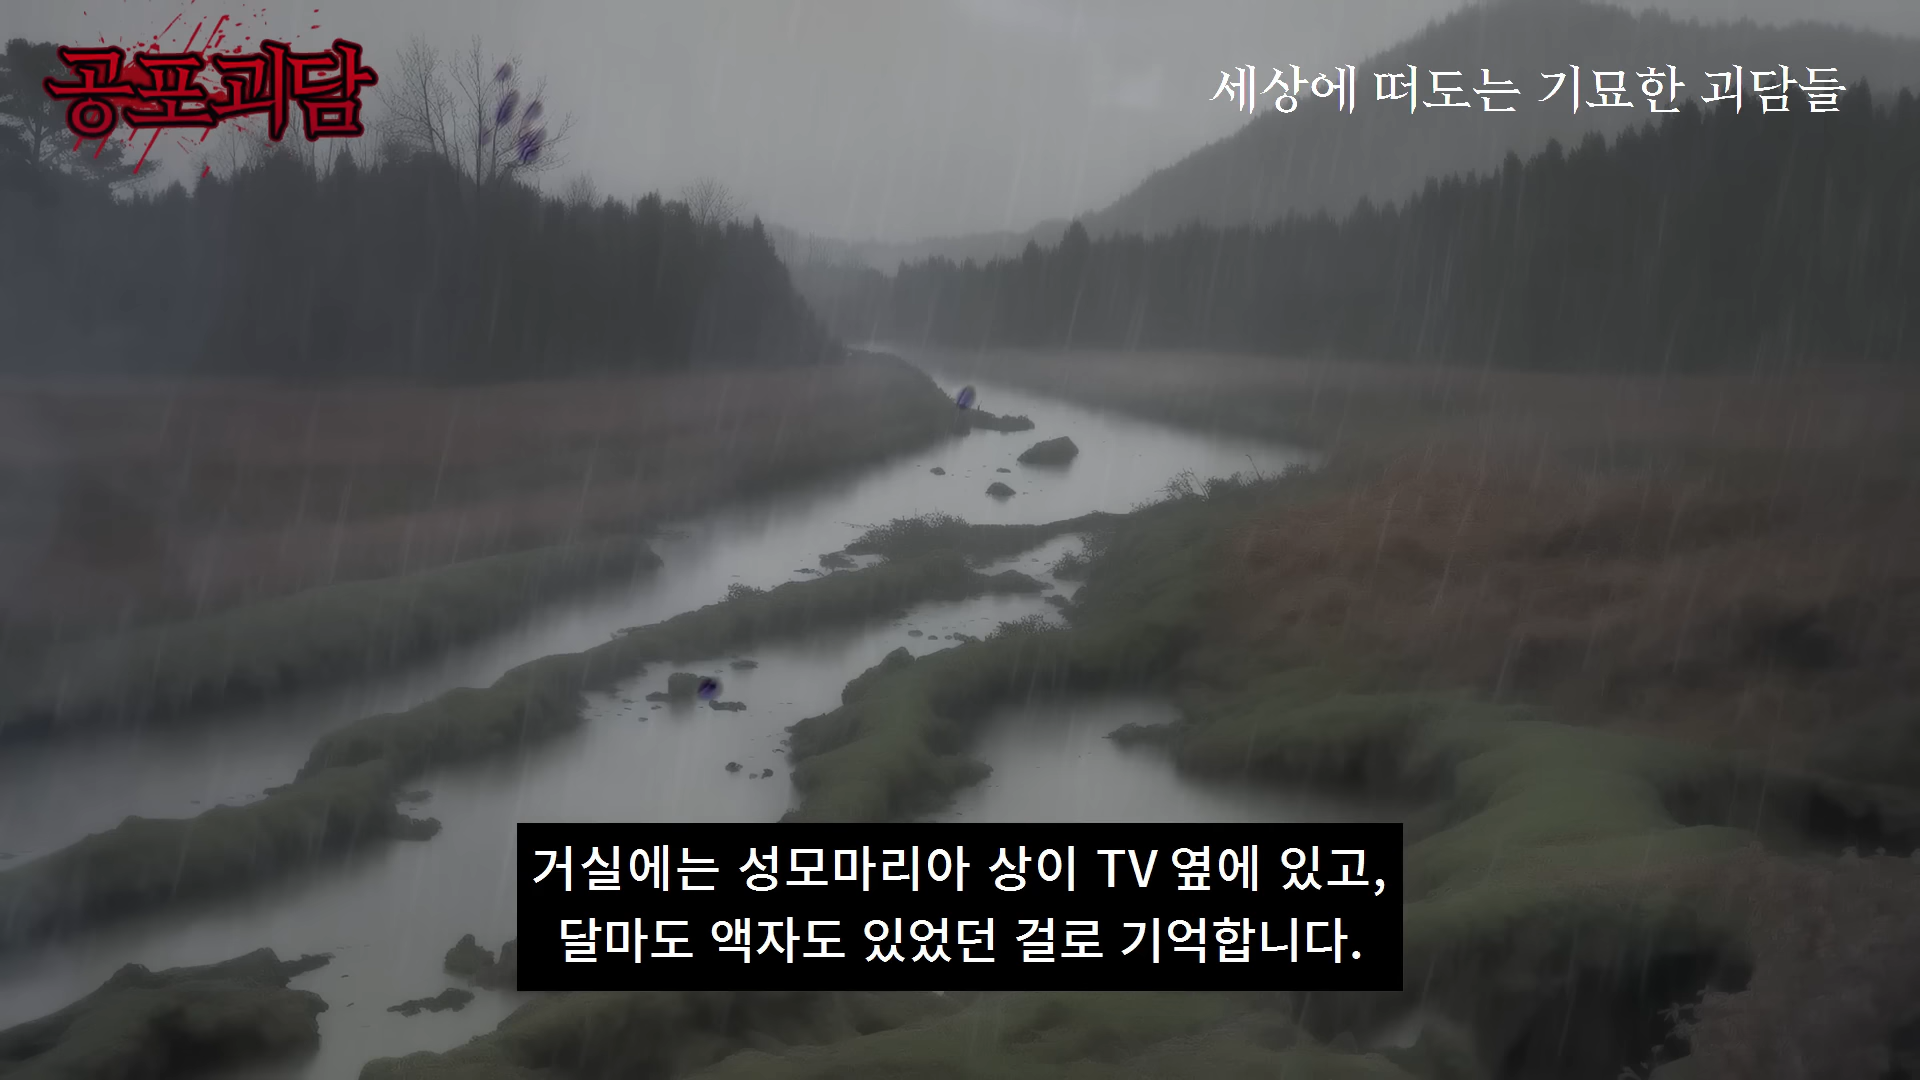 공포괴담
세상에 떠도는 기묘한 괴담들
거실에는 성모마리아 상이 TV 옆에 있고,
달마도 액자도 있었던 걸로 기억합니다.